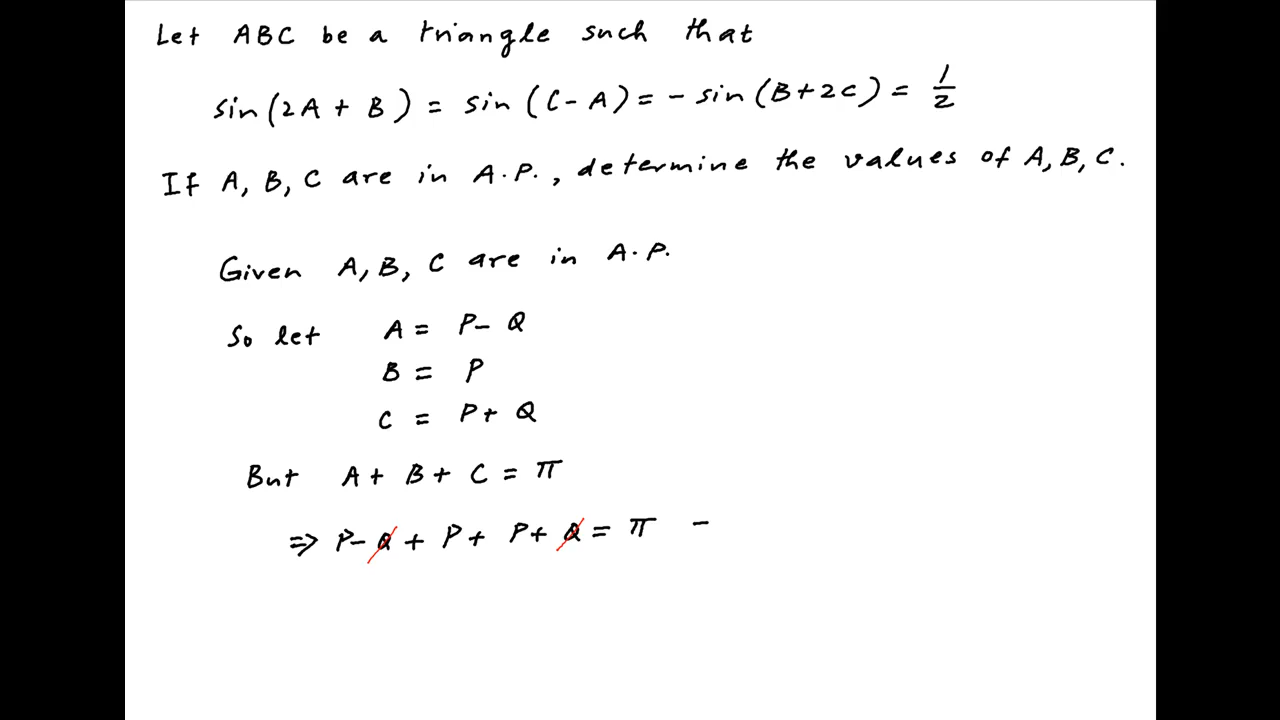 Let ABC be a triangle such that
sin(2A + B) = sin(C-A) = - sin(B+2C) = 1/2
If A, B, C are in A.P., determine the values of A, B, C.
Given A, B, C are in A.P.
So let A = P- Q
B = P
C = P+ Q
But A+ B+ C = π
=> P- Q + P + P+ Q = π -